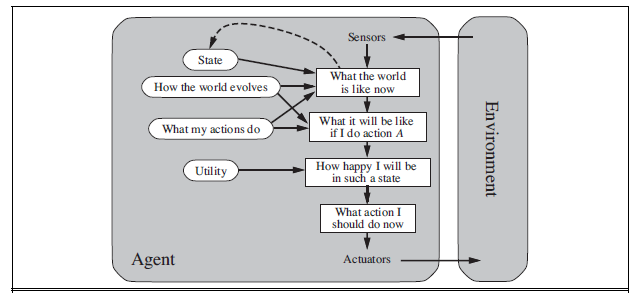 Sensors
State
What the world
is like now
How the world evolves
What it will be like
if I do action A
What my actions do
How happy I will be
in such a state
Utility
What action I
should do now
Agent
Actuators
Environment